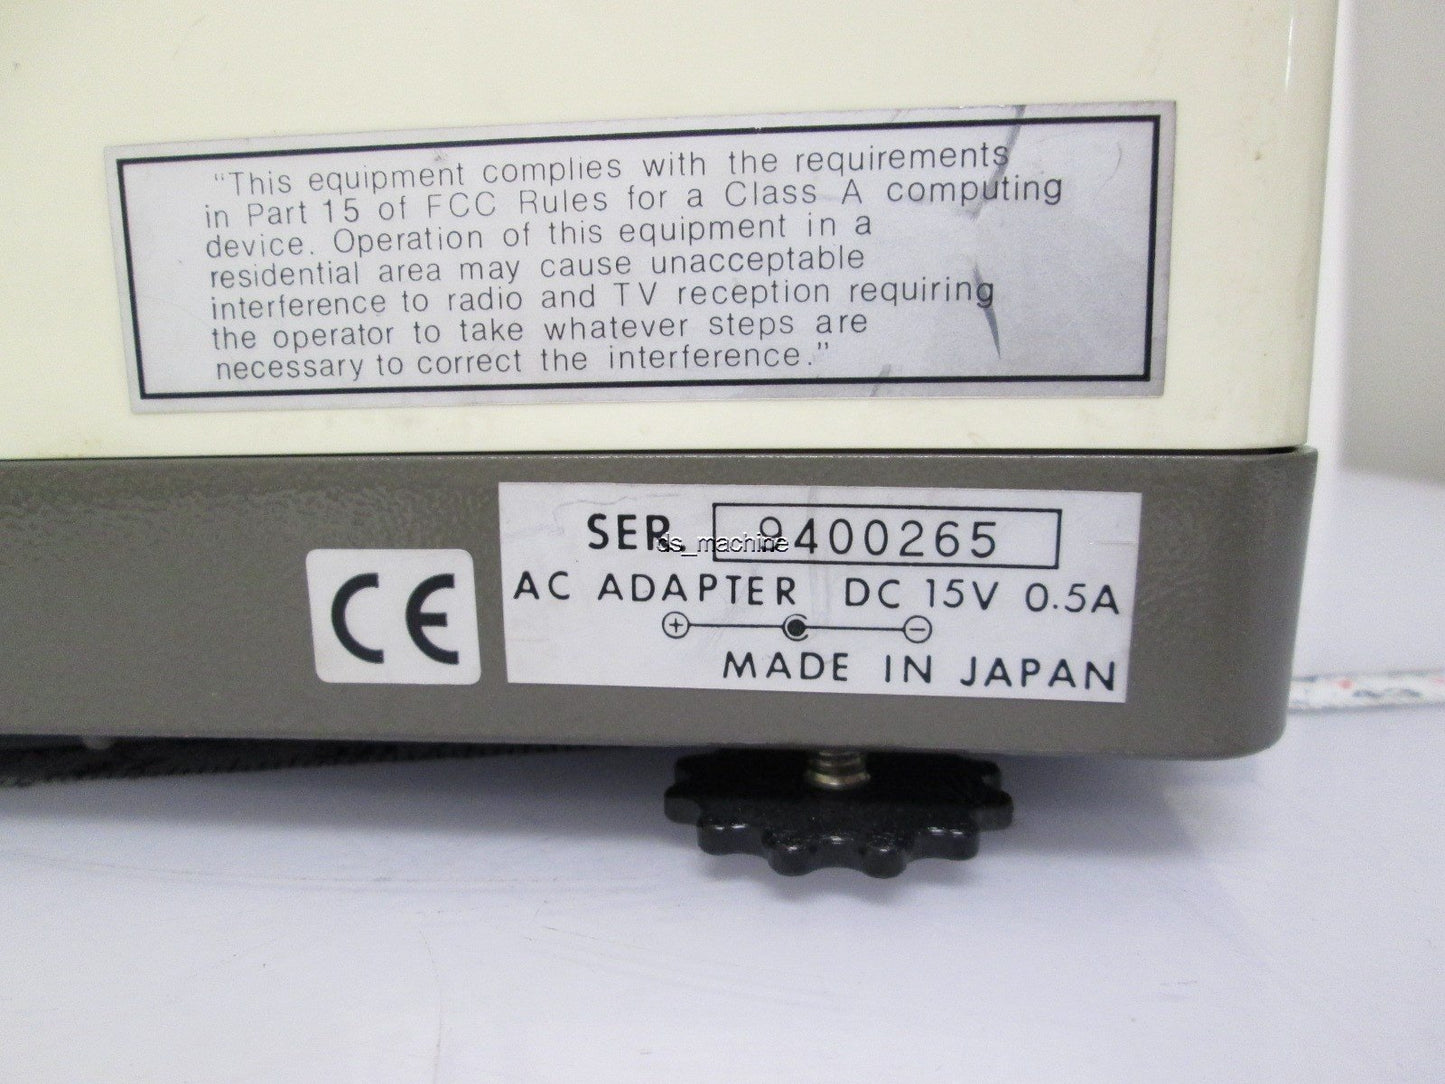 "This equipment complies with the requirements
in Part 15 of FCC Rules for a Class A computing
device. Operation of this equipment in a
residential area may cause unacceptable
interference to radio and TV reception requiring
the operator to take whatever steps are
necessary to correct the interference."
SER. 9400265
ds_machine
CE
AC ADAPTER DC 15V 0.5A
+ −
MADE IN JAPAN